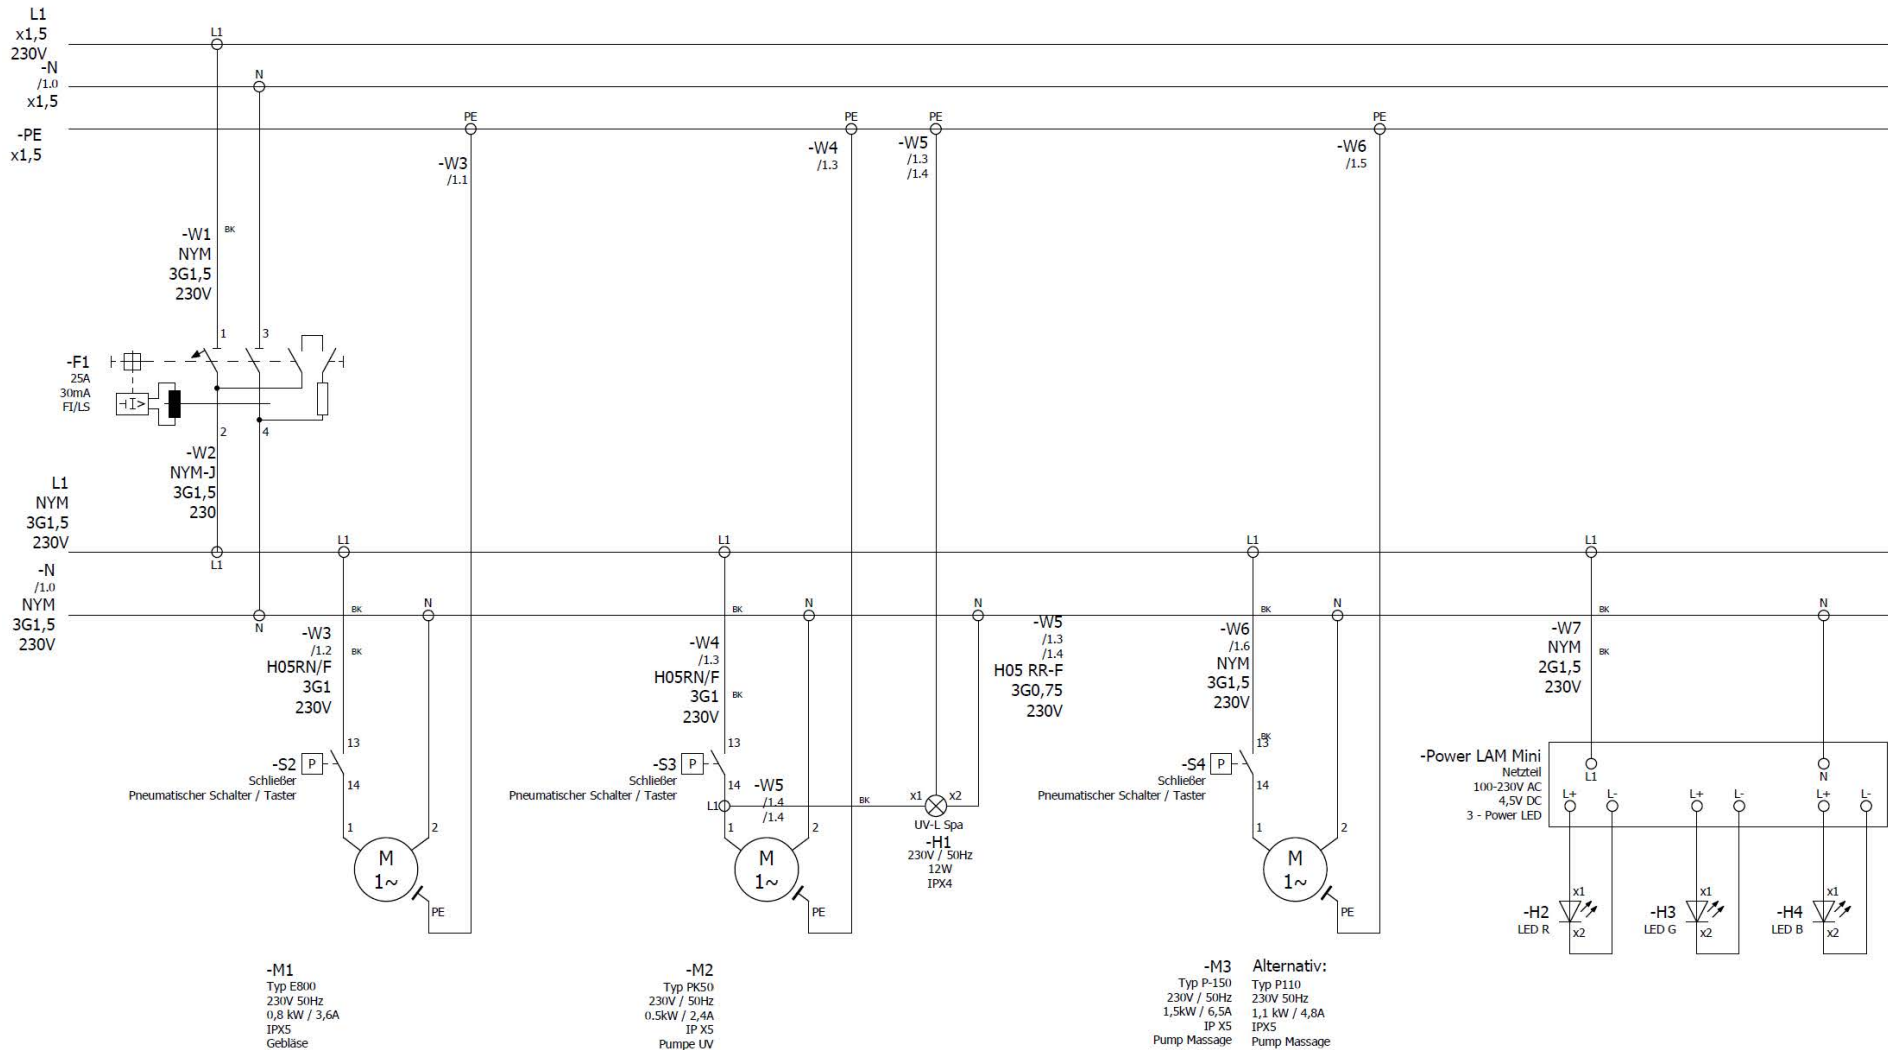 L1
x1,5
230V
-N
/1.0
x1,5
-PE
x1,5
L1
N
PE
PE
PE
PE
-W3
/1.1
-W4
/1.3
-W5
/1.3
/1.4
-W6
/1.5
-W1
NYM
3G1,5
230V
BK
1
3
-F1
25A
30mA
FI/LS
I>
2
4
-W2
NYM-J
3G1,5
230
L1
NYM
3G1,5
230V
-N
/1.0
NYM
3G1,5
230V
L1
N
L1
L1
L1
L1
BK
N
BK
N
N
BK
N
BK
N
-W3
/1.2
H05RN/F
3G1
230V
BK
-W4
/1.3
H05RN/F
3G1
230V
BK
-W5
/1.3
/1.4
H05 RR-F
3G0,75
230V
-W6
/1.6
NYM
3G1,5
230V
BK
-W7
NYM
2G1,5
230V
BK
13
-S2
P
Schließer
Pneumatischer Schalter / Taster
14
13
-S3
P
Schließer
Pneumatischer Schalter / Taster
14
-W5
/1.4
/1.4
L1
BK
x1
x2
UV-L Spa
-H1
230V / 50Hz
12W
IPX4
13
-S4
P
Schließer
Pneumatischer Schalter / Taster
14
-Power LAM Mini
Netzteil
100-230V AC
4,5V DC
3 - Power LED
L1
N
L+
L-
L+
L-
L+
L-
1
2
M
1~
PE
1
2
M
1~
PE
1
2
M
1~
PE
x1
-H2
LED R
x2
x1
-H3
LED G
x2
x1
-H4
LED B
x2
-M1
Typ E800
230V 50Hz
0,8 kW / 3,6A
IPX5
Gebläse
-M2
Typ PK50
230V / 50Hz
0.5kW / 2,4A
IP X5
Pumpe UV
-M3
Typ P-150
230V / 50Hz
1,5kW / 6,5A
IP X5
Pump Massage
Alternativ:
Typ P110
230V 50Hz
1,1 kW / 4,8A
IPX5
Pump Massage